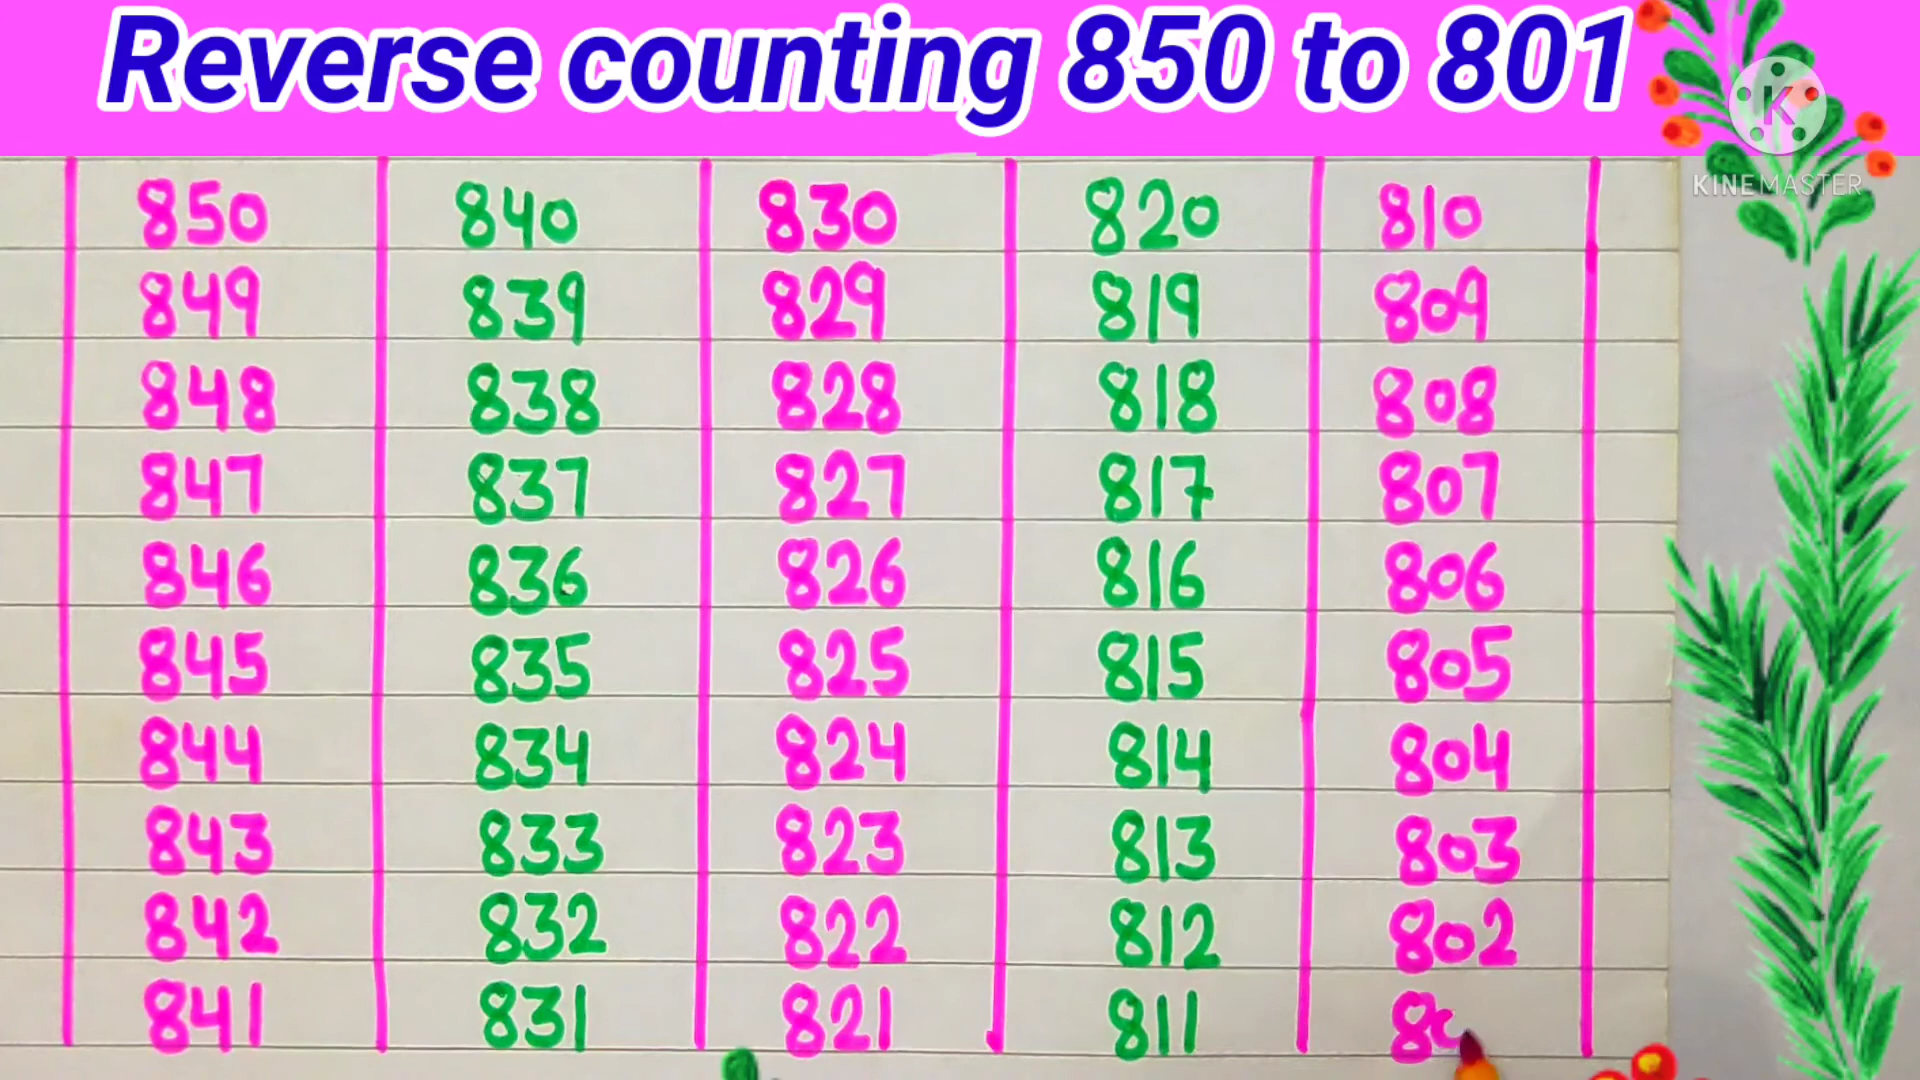 Reverse counting 850 to 801
KINEMASTER
850 840 830 820 810
849 839 829 819 809
848 838 828 818 808
847 837 827 817 807
846 836 826 816 806
845 835 825 815 805
844 834 824 814 804
843 833 823 813 803
842 832 822 812 802
841 831 821 811